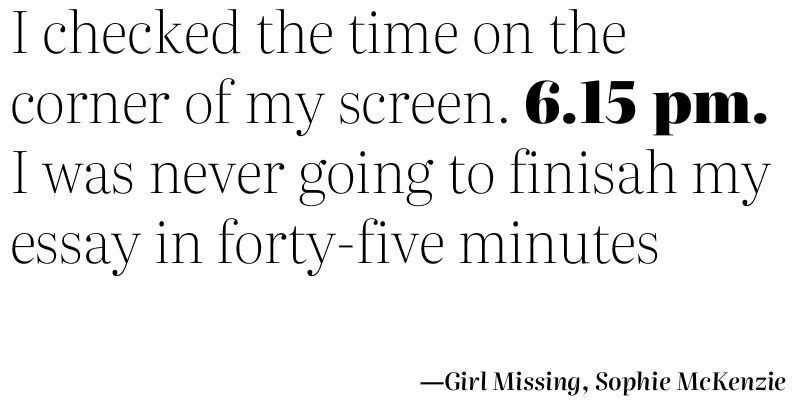 I checked the time on the
corner of my screen. 6.15 pm.
I was never going to finisah my
essay in forty-five minutes
—Girl Missing, Sophie McKenzie